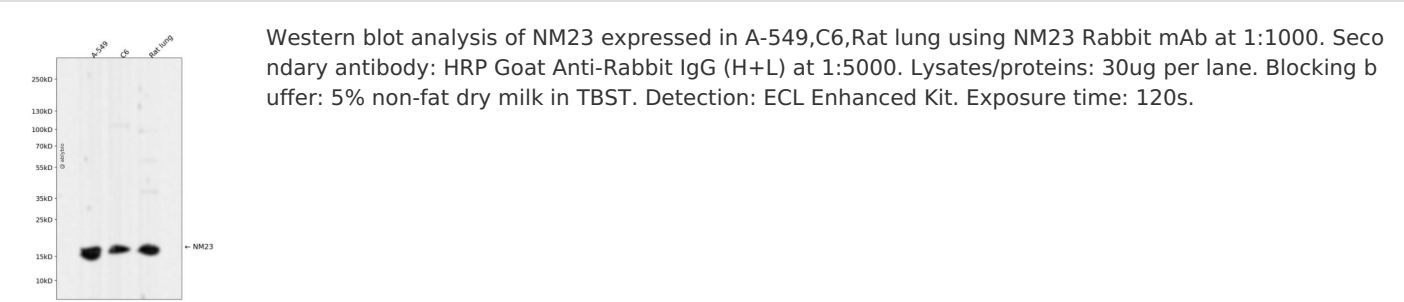 A-549 C6 Rat lung
250kD
130kD
100kD
70kD
@ abiybio
55kD
35kD
25kD
← NM23
15kD
10kD
Western blot analysis of NM23 expressed in A-549,C6,Rat lung using NM23 Rabbit mAb at 1:1000. Seco
ndary antibody: HRP Goat Anti-Rabbit IgG (H+L) at 1:5000. Lysates/proteins: 30ug per lane. Blocking b
uffer: 5% non-fat dry milk in TBST. Detection: ECL Enhanced Kit. Exposure time: 120s.